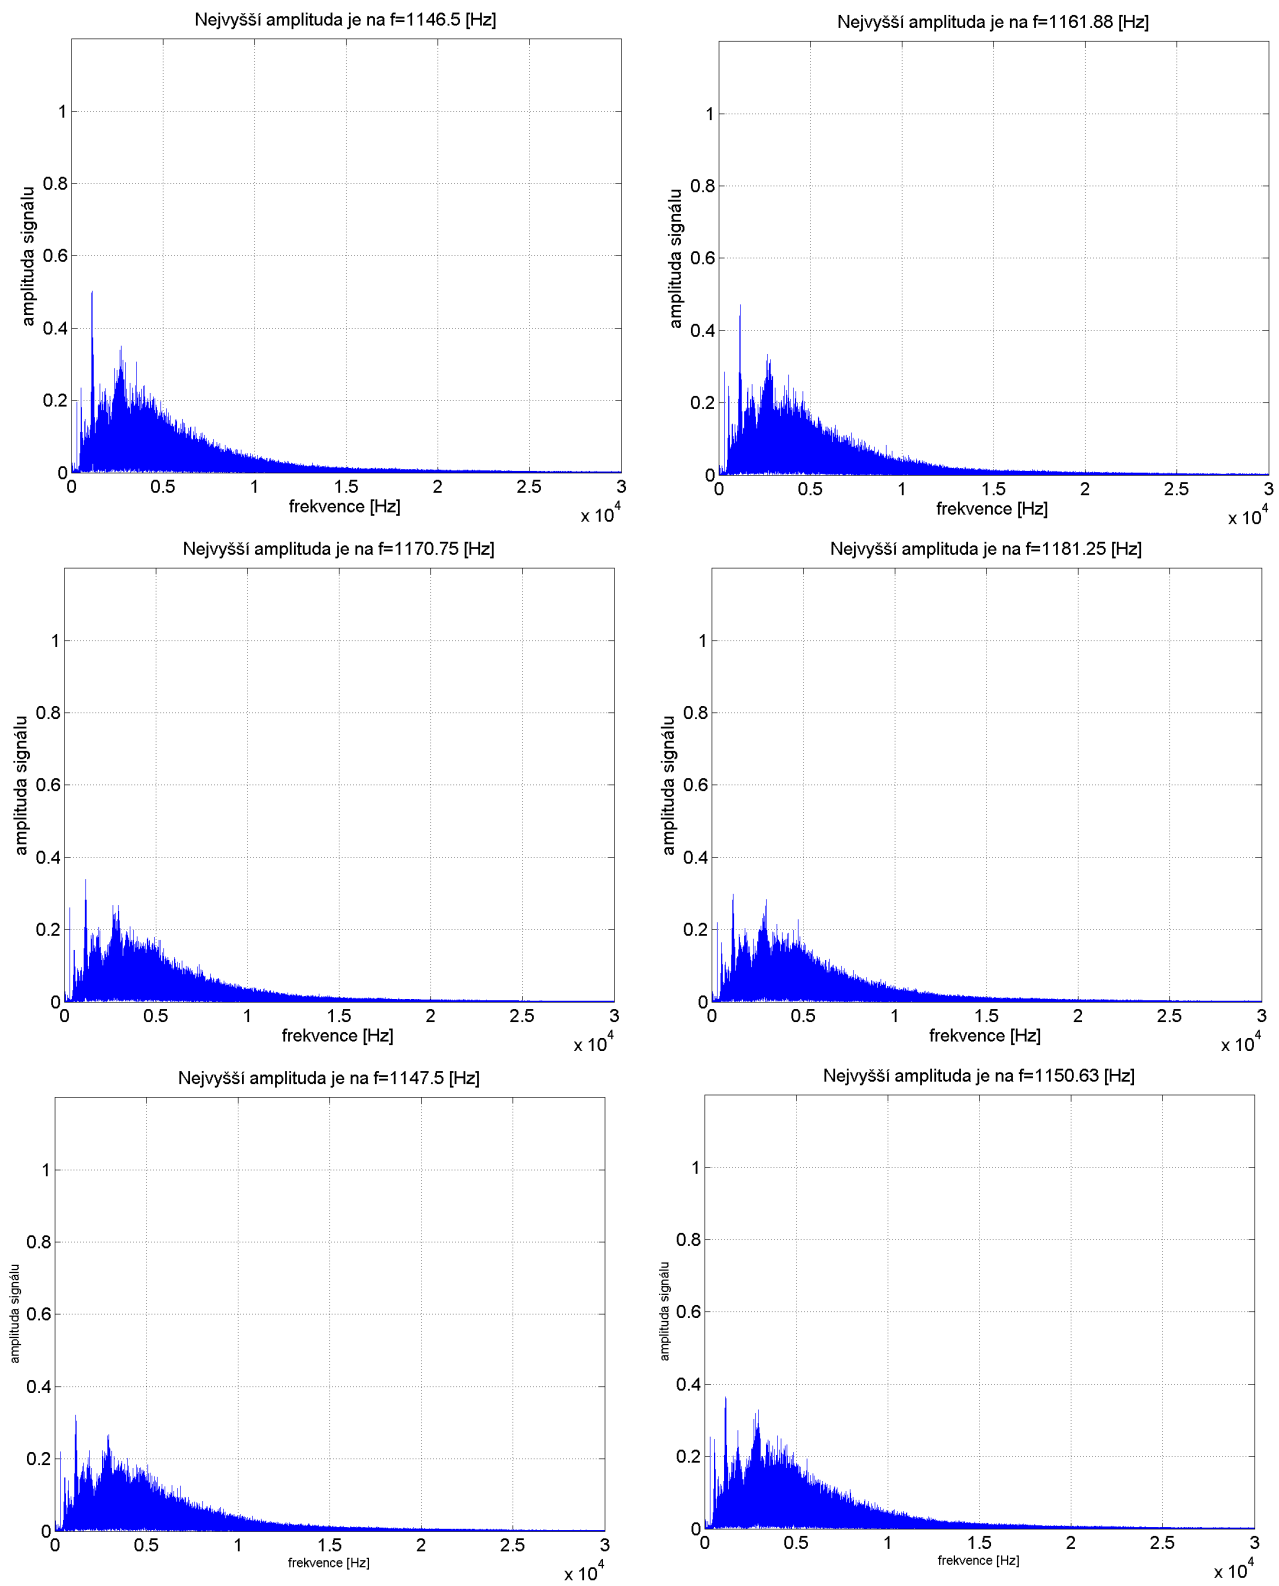 Nejvyšší amplituda je na f=1146.5 [Hz]
amplituda signálu
1
0.8
0.6
0.4
0.2
0
0 0.5 1 1.5 2 2.5 3
frekvence [Hz]
x 10^4
Nejvyšší amplituda je na f=1161.88 [Hz]
amplituda signálu
1
0.8
0.6
0.4
0.2
0
0 0.5 1 1.5 2 2.5 3
frekvence [Hz]
x 10^4
Nejvyšší amplituda je na f=1170.75 [Hz]
amplituda signálu
1
0.8
0.6
0.4
0.2
0
0 0.5 1 1.5 2 2.5 3
frekvence [Hz]
x 10^4
Nejvyšší amplituda je na f=1181.25 [Hz]
amplituda signálu
1
0.8
0.6
0.4
0.2
0
0 0.5 1 1.5 2 2.5 3
frekvence [Hz]
x 10^4
Nejvyšší amplituda je na f=1147.5 [Hz]
amplituda signálu
1
0.8
0.6
0.4
0.2
0
0 0.5 1 1.5 2 2.5 3
frekvence [Hz]
x 10^4
Nejvyšší amplituda je na f=1150.63 [Hz]
amplituda signálu
1
0.8
0.6
0.4
0.2
0
0 0.5 1 1.5 2 2.5 3
frekvence [Hz]
x 10^4